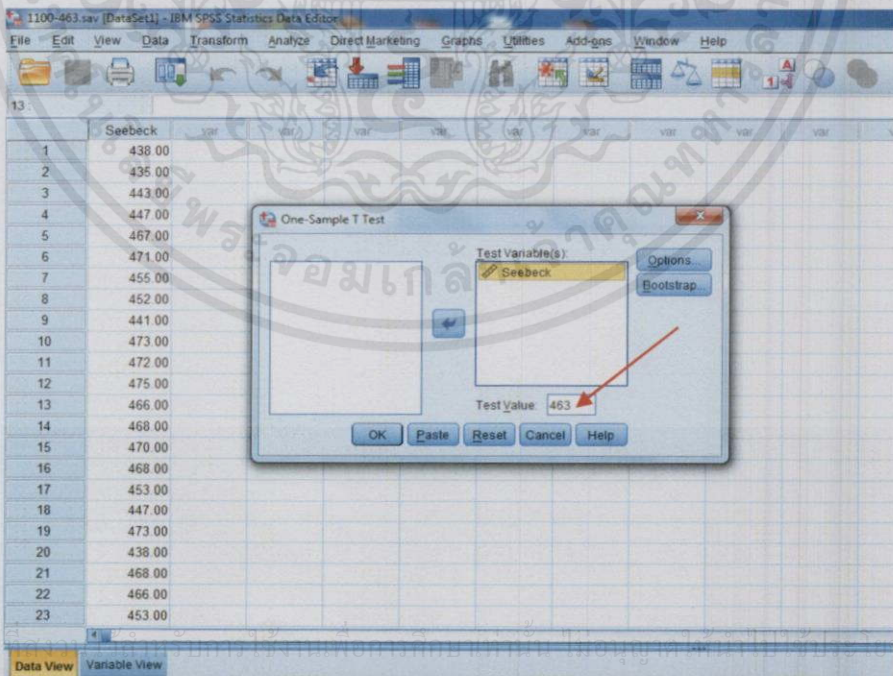 1100-463.sav [DataSet1] - IBM SPSS Statistics Data Editor
File Edit View Data Transform Analyze Direct Marketing Graphs Utilities Add-ons Window Help
13 :
Seebeck var var var var var var var var var
1 438.00
2 435.00
3 443.00
4 447.00
5 467.00
6 471.00
7 455.00
8 452.00
9 441.00
10 473.00
11 472.00
12 475.00
13 466.00
14 468.00
15 470.00
16 468.00
17 453.00
18 447.00
19 473.00
20 438.00
21 468.00
22 466.00
23 453.00
One-Sample T Test
Test Variable(s):
Seebeck
Options...
Bootstrap...
Test Value: 463
OK Paste Reset Cancel Help
Data View Variable View